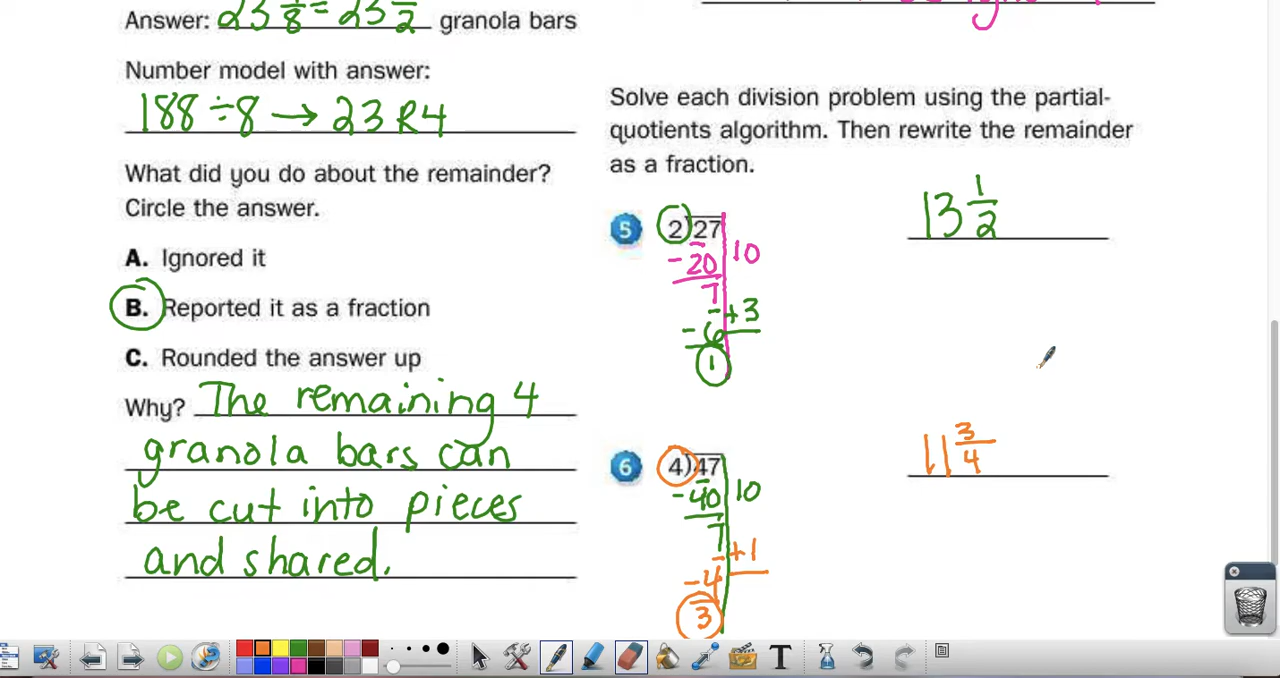 Answer: 23 4/8 = 23 1/2 granola bars
Number model with answer:
188 ÷ 8 → 23 R4
What did you do about the remainder?
Circle the answer.
A. Ignored it
B. Reported it as a fraction
C. Rounded the answer up
Why? The remaining 4
granola bars can
be cut into pieces
and shared.
Solve each division problem using the partial-
quotients algorithm. Then rewrite the remainder
as a fraction.
5 2)27 13 1/2
- 20 10
7
- 6 +3
1
6 4)47 11 3/4
- 40 10
7
- 4 +1
3
T